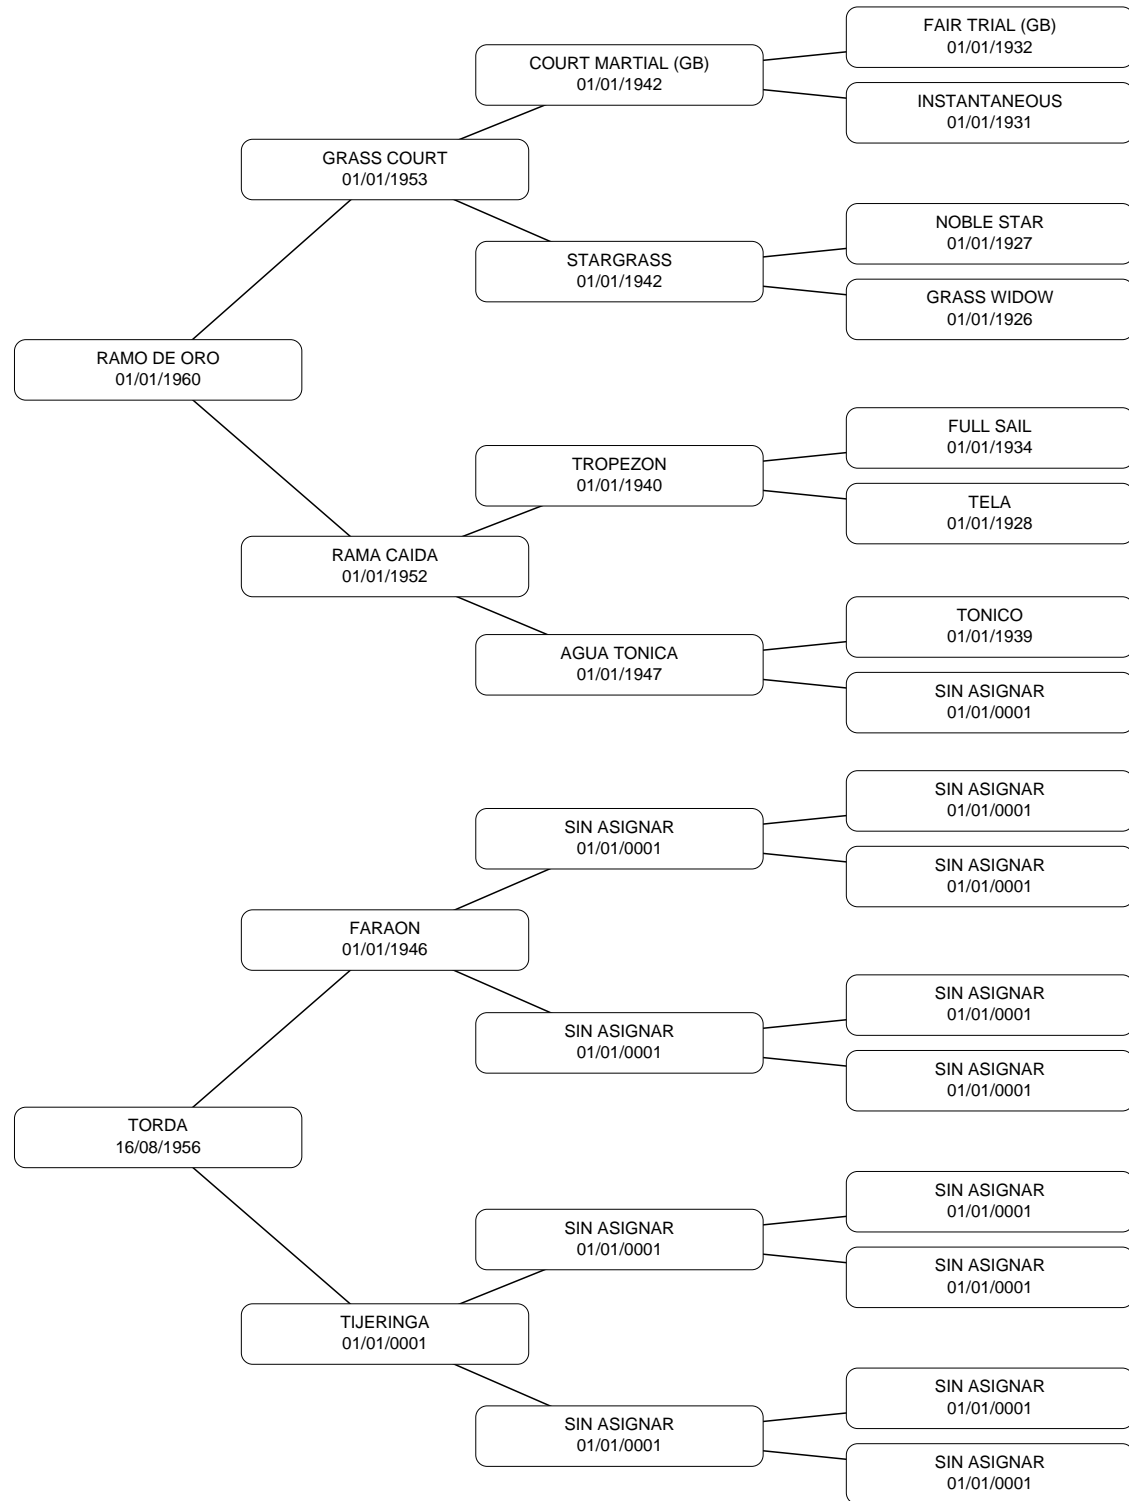 FAIR TRIAL (GB)
01/01/1932
COURT MARTIAL (GB)
01/01/1942
INSTANTANEOUS
01/01/1931
GRASS COURT
01/01/1953
NOBLE STAR
01/01/1927
STARGRASS
01/01/1942
GRASS WIDOW
01/01/1926
RAMO DE ORO
01/01/1960
FULL SAIL
01/01/1934
TROPEZON
01/01/1940
TELA
01/01/1928
RAMA CAIDA
01/01/1952
TONICO
01/01/1939
AGUA TONICA
01/01/1947
SIN ASIGNAR
01/01/0001
SIN ASIGNAR
01/01/0001
SIN ASIGNAR
01/01/0001
SIN ASIGNAR
01/01/0001
FARAON
01/01/1946
SIN ASIGNAR
01/01/0001
SIN ASIGNAR
01/01/0001
SIN ASIGNAR
01/01/0001
TORDA
16/08/1956
SIN ASIGNAR
01/01/0001
SIN ASIGNAR
01/01/0001
SIN ASIGNAR
01/01/0001
TIJERINGA
01/01/0001
SIN ASIGNAR
01/01/0001
SIN ASIGNAR
01/01/0001
SIN ASIGNAR
01/01/0001